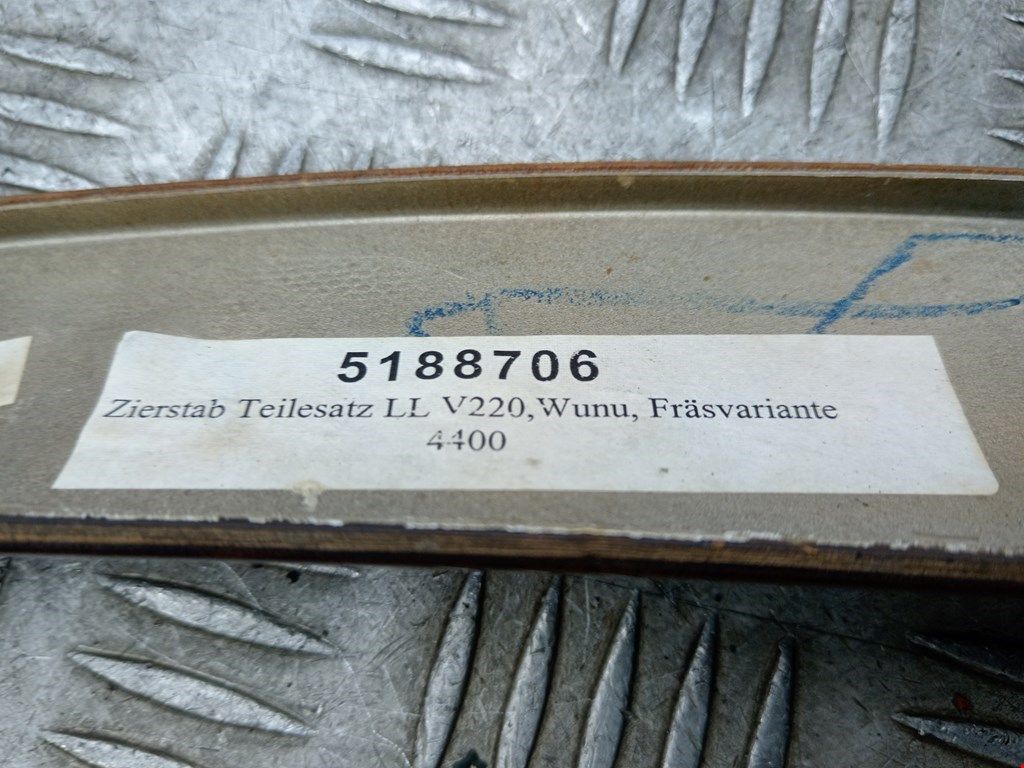 5188706
Zierstab Teilesatz LL V220,Wunu, Fräsvariante
4400